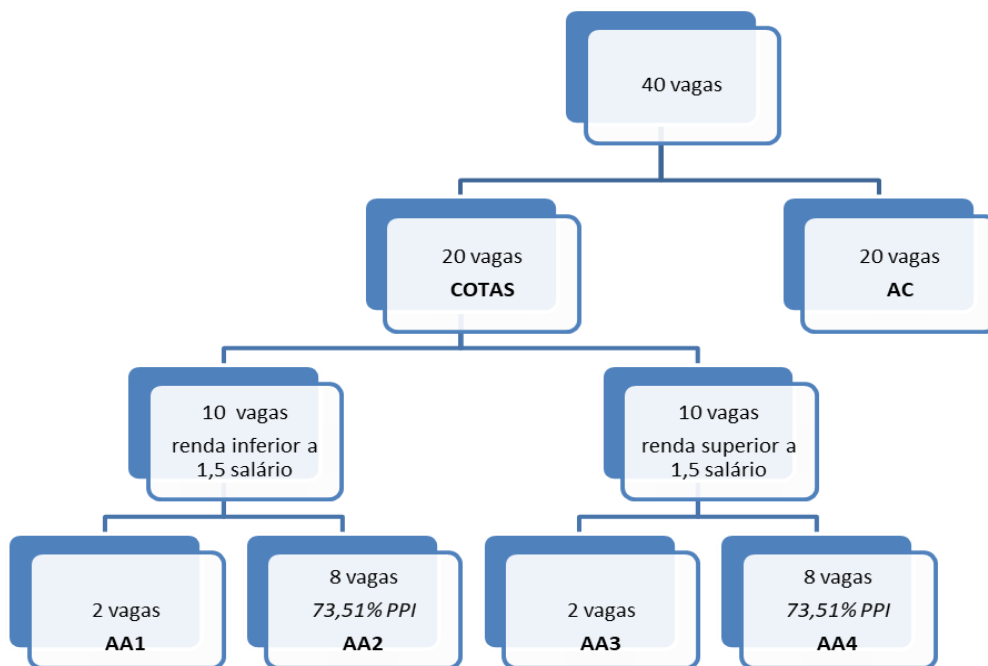 40 vagas
20 vagas
COTAS
20 vagas
AC
10 vagas
renda inferior a
1,5 salário
10 vagas
renda superior a
1,5 salário
2 vagas
AA1
8 vagas
73,51% PPI
AA2
2 vagas
AA3
8 vagas
73,51% PPI
AA4